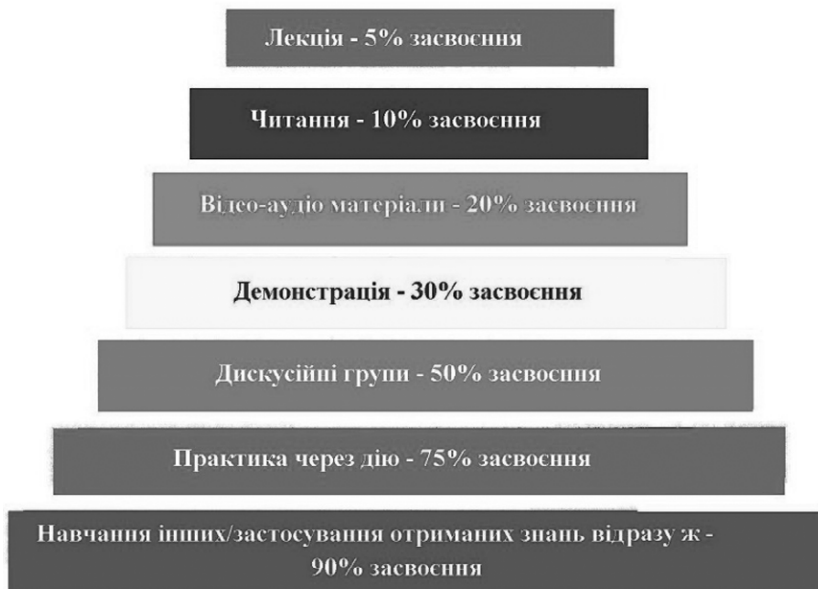 Лекція - 5% засвоєння
Читання - 10% засвоєння
Відео-аудіо матеріали - 20% засвоєння
Демонстрація - 30% засвоєння
Дискусійні групи - 50% засвоєння
Практика через дію - 75% засвоєння
Навчання інших/застосування отриманих знань відразу ж -
90% засвоєння